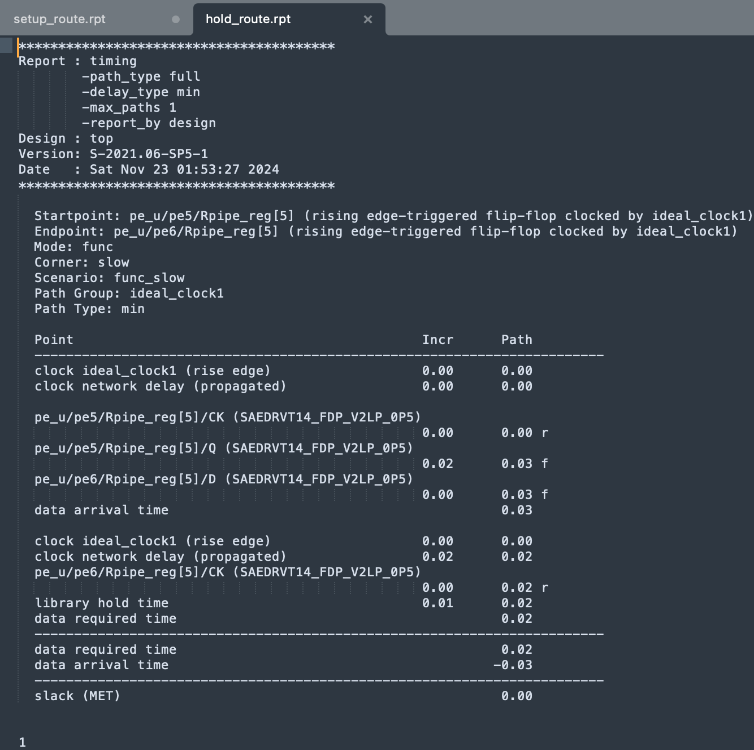 setup_route.rpt
hold_route.rpt ×
****************************************
Report : timing
-path_type full
-delay_type min
-max_paths 1
-report_by design
Design : top
Version: S-2021.06-SP5-1
Date   : Sat Nov 23 01:53:27 2024
****************************************
Startpoint: pe_u/pe5/Rpipe_reg[5] (rising edge-triggered flip-flop clocked by ideal_clock1)
Endpoint: pe_u/pe6/Rpipe_reg[5] (rising edge-triggered flip-flop clocked by ideal_clock1)
Mode: func
Corner: slow
Scenario: func_slow
Path Group: ideal_clock1
Path Type: min
Point Incr Path
------------------------------------------------------------------------
clock ideal_clock1 (rise edge) 0.00 0.00
clock network delay (propagated) 0.00 0.00
pe_u/pe5/Rpipe_reg[5]/CK (SAEDRVT14_FDP_V2LP_0P5)
0.00 0.00 r
pe_u/pe5/Rpipe_reg[5]/Q (SAEDRVT14_FDP_V2LP_0P5)
0.02 0.03 f
pe_u/pe6/Rpipe_reg[5]/D (SAEDRVT14_FDP_V2LP_0P5)
0.00 0.03 f
data arrival time 0.03
clock ideal_clock1 (rise edge) 0.00 0.00
clock network delay (propagated) 0.02 0.02
pe_u/pe6/Rpipe_reg[5]/CK (SAEDRVT14_FDP_V2LP_0P5)
0.00 0.02 r
library hold time 0.01 0.02
data required time 0.02
------------------------------------------------------------------------
data required time 0.02
data arrival time -0.03
------------------------------------------------------------------------
slack (MET) 0.00
1